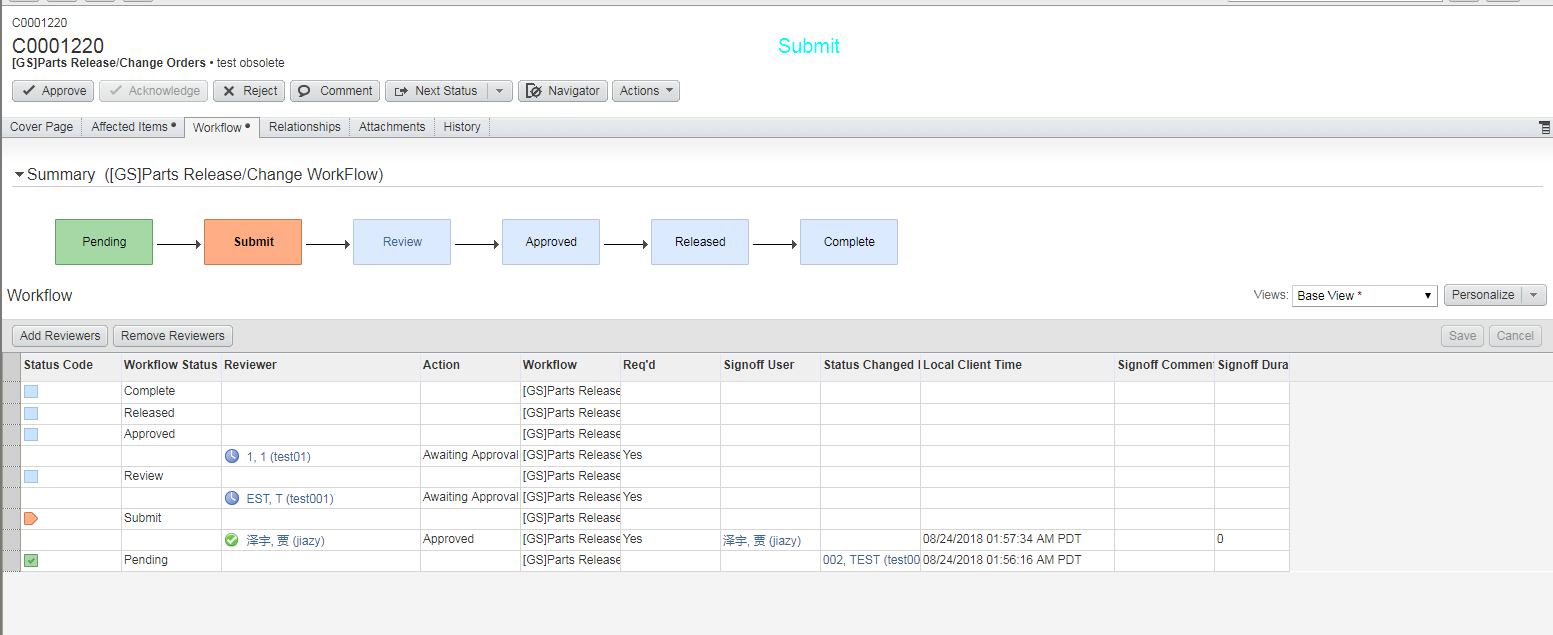 C0001220
C0001220
Submit
[GS]Parts Release/Change Orders • test obsolete
Approve Acknowledge Reject Comment Next Status Navigator Actions
Cover Page Affected Items • Workflow • Relationships Attachments History
Summary ([GS]Parts Release/Change WorkFlow)
Pending Submit Review Approved Released Complete
Workflow Views: Base View * Personalize
Add Reviewers Remove Reviewers Save Cancel
Status Code Workflow Status Reviewer Action Workflow Req'd Signoff User Status Changed Local Client Time Signoff Commen Signoff Dura
Complete [GS]Parts Release
Released [GS]Parts Release
Approved [GS]Parts Release
1, 1 (test01) Awaiting Approval [GS]Parts Release Yes
Review [GS]Parts Release
EST, T (test001) Awaiting Approval [GS]Parts Release Yes
Submit [GS]Parts Release
泽宇, 贾 (jiazy) Approved [GS]Parts Release Yes 泽宇, 贾 (jiazy) 08/24/2018 01:57:34 AM PDT 0
Pending [GS]Parts Release 002, TEST (test00 08/24/2018 01:56:16 AM PDT